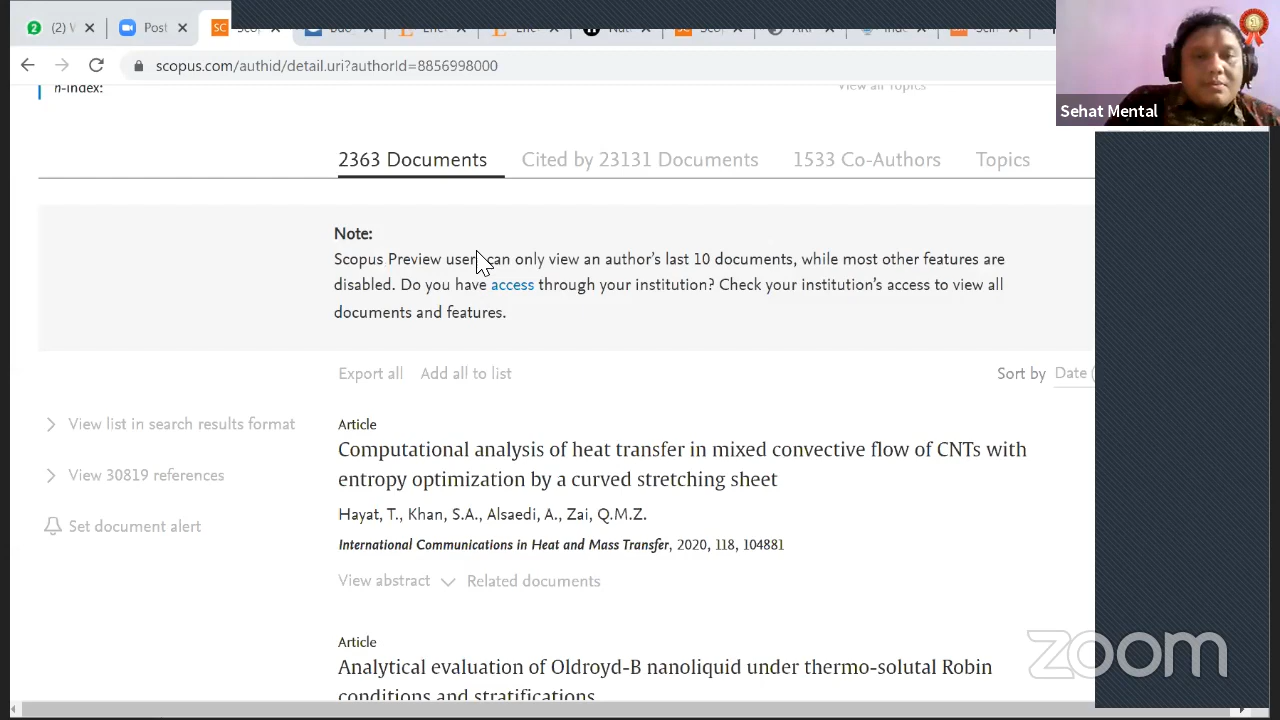 2
(2) W
Post
SC
scopus.com/authid/detail.uri?authorId=8856998000
h-index:
View all Topics
Sehat Mental
2363 Documents
Cited by 23131 Documents
1533 Co-Authors
Topics
Note:
Scopus Preview users can only view an author's last 10 documents, while most other features are
disabled. Do you have access through your institution? Check your institution's access to view all
documents and features.
Export all
Add all to list
Sort by
Date (
View list in search results format
View 30819 references
Set document alert
Article
Computational analysis of heat transfer in mixed convective flow of CNTs with
entropy optimization by a curved stretching sheet
Hayat, T., Khan, S.A., Alsaedi, A., Zai, Q.M.Z.
International Communications in Heat and Mass Transfer, 2020, 118, 104881
View abstract
Related documents
Article
Analytical evaluation of Oldroyd-B nanoliquid under thermo-solutal Robin
conditions and stratifications
zoom